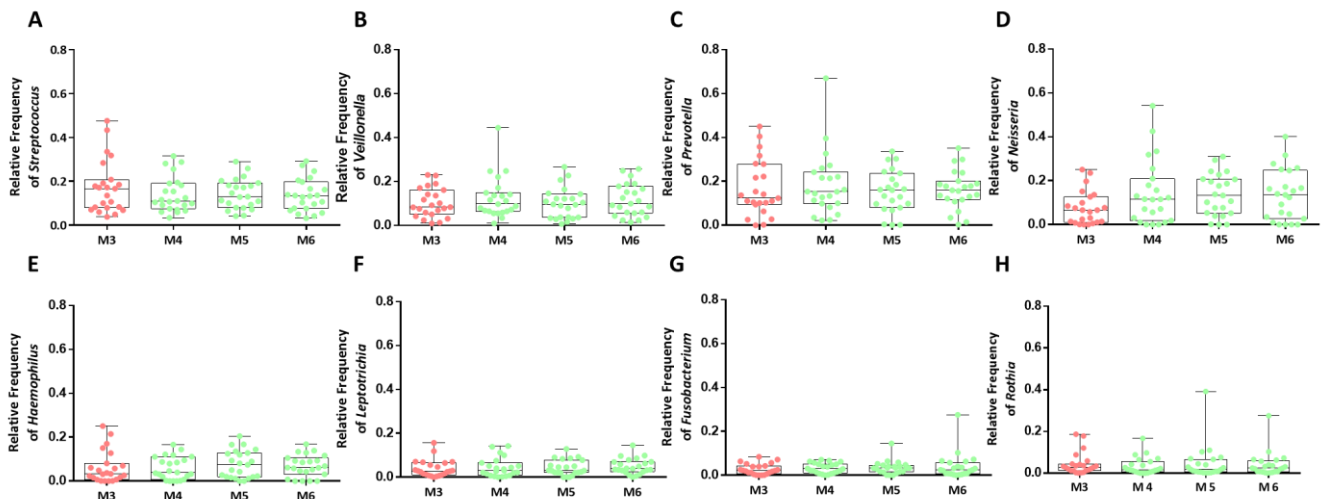 A
Relative Frequency
of Streptococcus
0.8
0.6
0.4
0.2
0.0
M3 M4 M5 M6
B
Relative Frequency
of Veillonella
0.8
0.6
0.4
0.2
0.0
M3 M4 M5 M6
C
Relative Frequency
of Prevotella
0.8
0.6
0.4
0.2
0.0
M3 M4 M5 M6
D
Relative Frequency
of Neisseria
0.8
0.6
0.4
0.2
0.0
M3 M4 M5 M6
E
Relative Frequency
of Haemophilus
0.8
0.6
0.4
0.2
0.0
M3 M4 M5 M6
F
Relative Frequency
of Leptotrichia
0.8
0.6
0.4
0.2
0.0
M3 M4 M5 M6
G
Relative Frequency
of Fusobacterium
0.8
0.6
0.4
0.2
0.0
M3 M4 M5 M6
H
Relative Frequency
of Rothia
0.8
0.6
0.4
0.2
0.0
M3 M 4 M 5 M 6